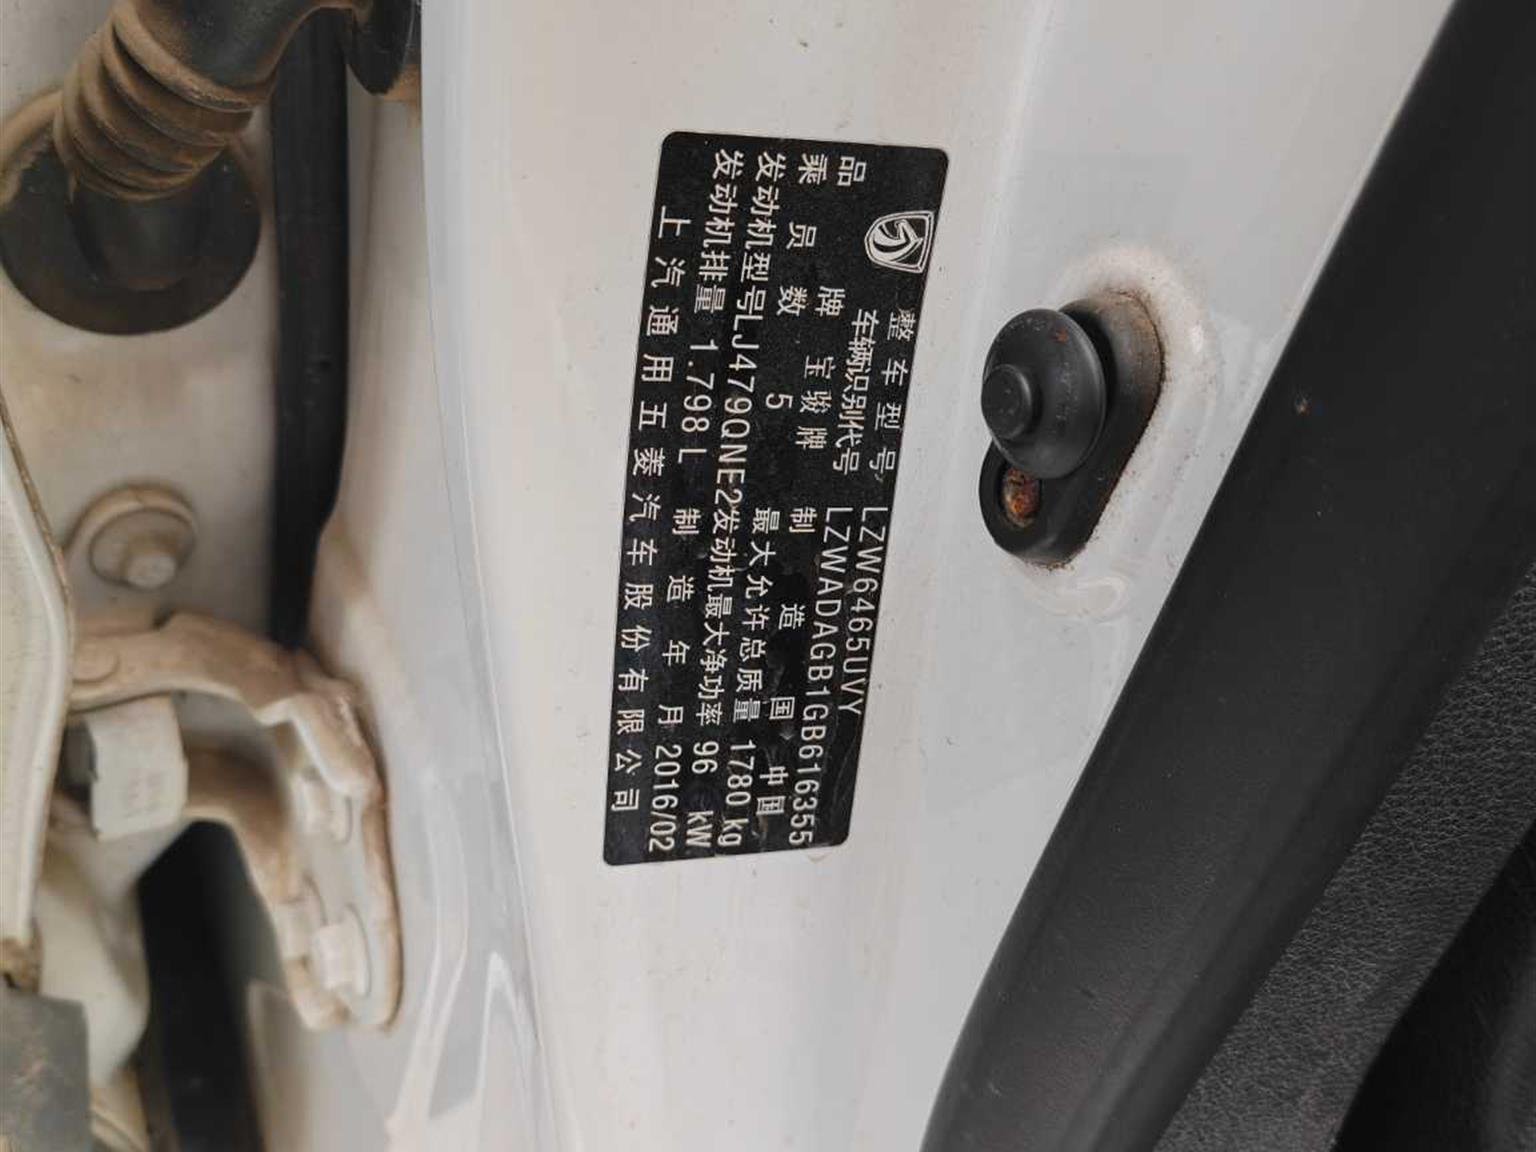 整车型号 LZW6465UVY
车辆识别代号 LZWADAGB1GB616355
品牌 宝骏牌 制造国 中国
乘员数 5 最大允许总质量 1780 kg
发动机型号LJ479QNE2发动机最大净功率 96 kW
发动机排量 1.798L 制造年月 2016/02
上汽通用五菱汽车股份有限公司